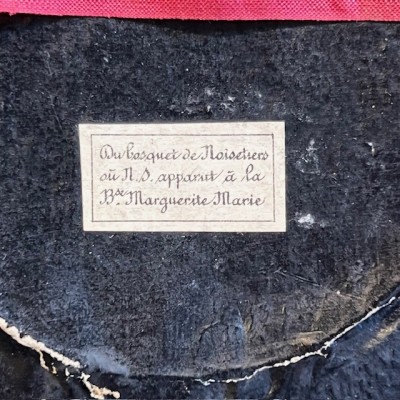 Du bosquet de Noisetiers
où N. S. apparut à la
Bse Marguerite Marie